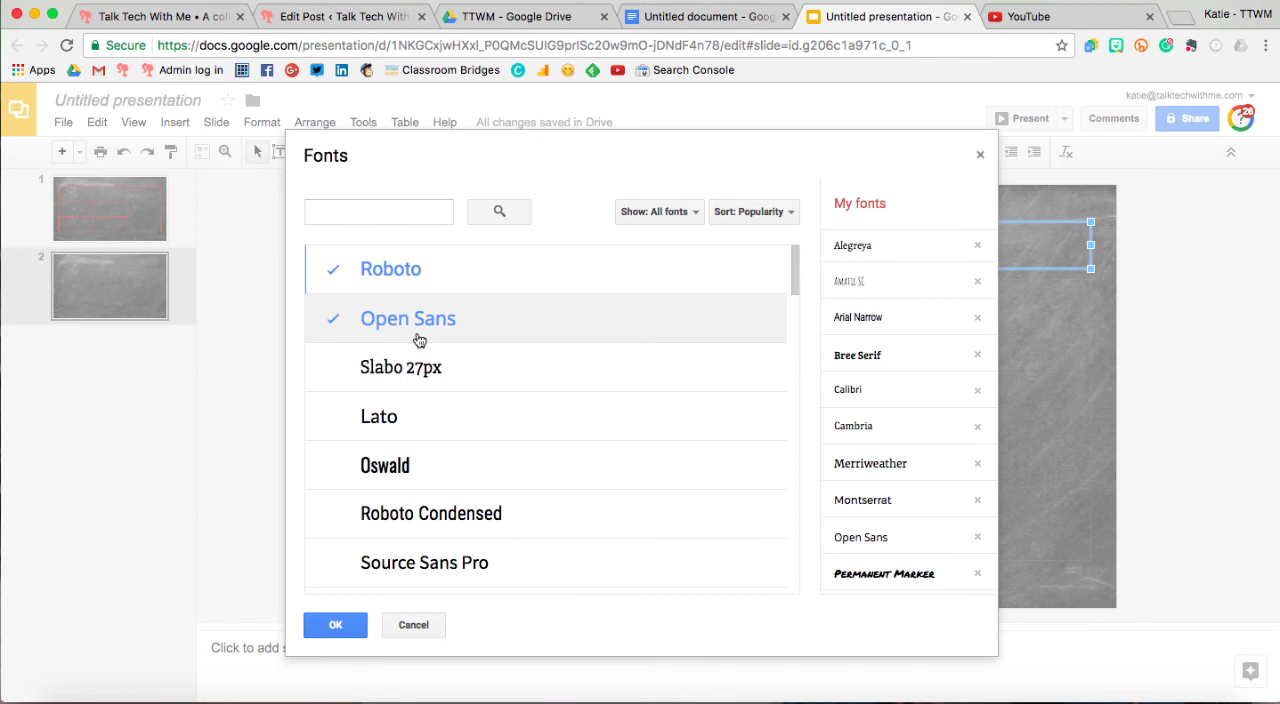 Talk Tech With Me • A coll
Edit Post ‹ Talk Tech With
TTWM - Google Drive
Untitled document - Goog
Untitled presentation - Go
YouTube
Katie - TTWM
Secure
https://docs.google.com/presentation/d/1NKGCxjwHXd_P0QMcSUIG9prISc20w9mO-jDNdF4n78/edit#slide=id.g206c1a971c_0_1
Apps
Admin log in
Classroom Bridges
Search Console
Untitled presentation
katie@talktechwithme.com
File Edit View Insert Slide Format Arrange Tools Table Help All changes saved in Drive
Present
Comments
Share
26
1
2
Fonts
Show: All fonts
Sort: Popularity
Roboto
Open Sans
Slabo 27px
Lato
Oswald
Roboto Condensed
Source Sans Pro
My fonts
Alegreya
Amatic SC
Arial Narrow
Bree Serif
Calibri
Cambria
Merriweather
Montserrat
Open Sans
Permanent Marker
OK
Cancel
Click to add s